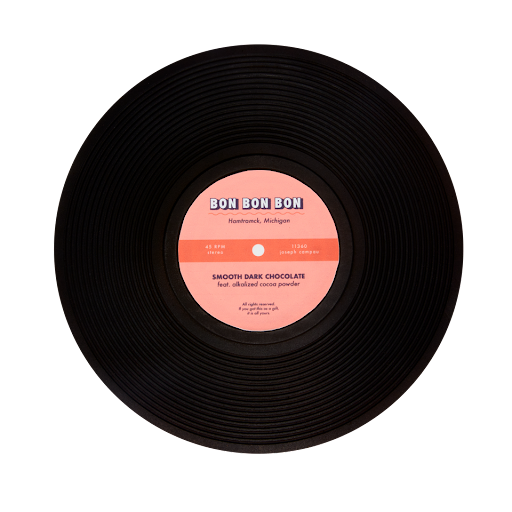 BON BON BON
Hamtramck, Michigan
45 RPM 11360
stereo joseph campau
SMOOTH DARK CHOCOLATE
feat. alkalized cocoa powder
All rights reserved.
If you got this as a gift,
it is all yours.